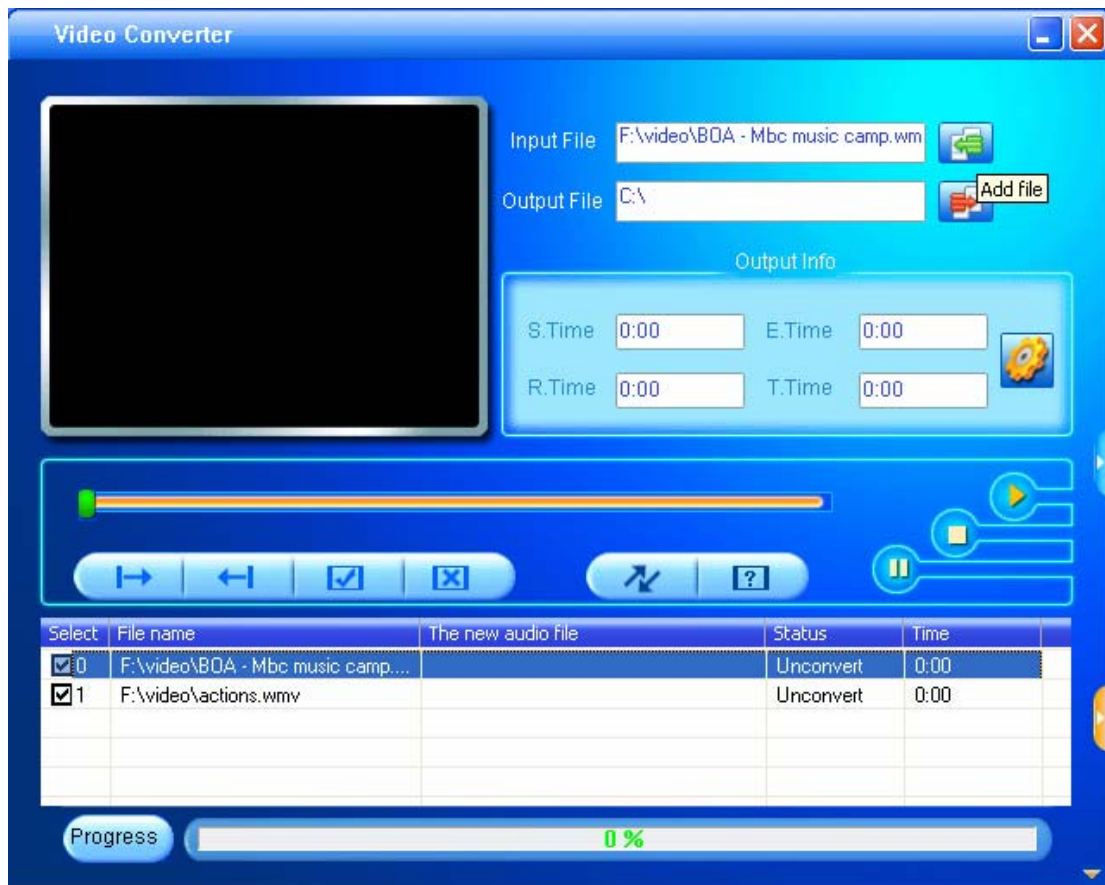 Video Converter
Input File
F:\video\BOA - Mbc music camp.wm
Add file
Output File
C:\
Output Info
S.Time 0:00 E.Time 0:00
R.Time 0:00 T.Time 0:00
Select File name The new audio file Status Time
0 F:\video\BOA - Mbc music camp.... Unconvert 0:00
1 F:\video\actions.wmv Unconvert 0:00
Progress 0 %